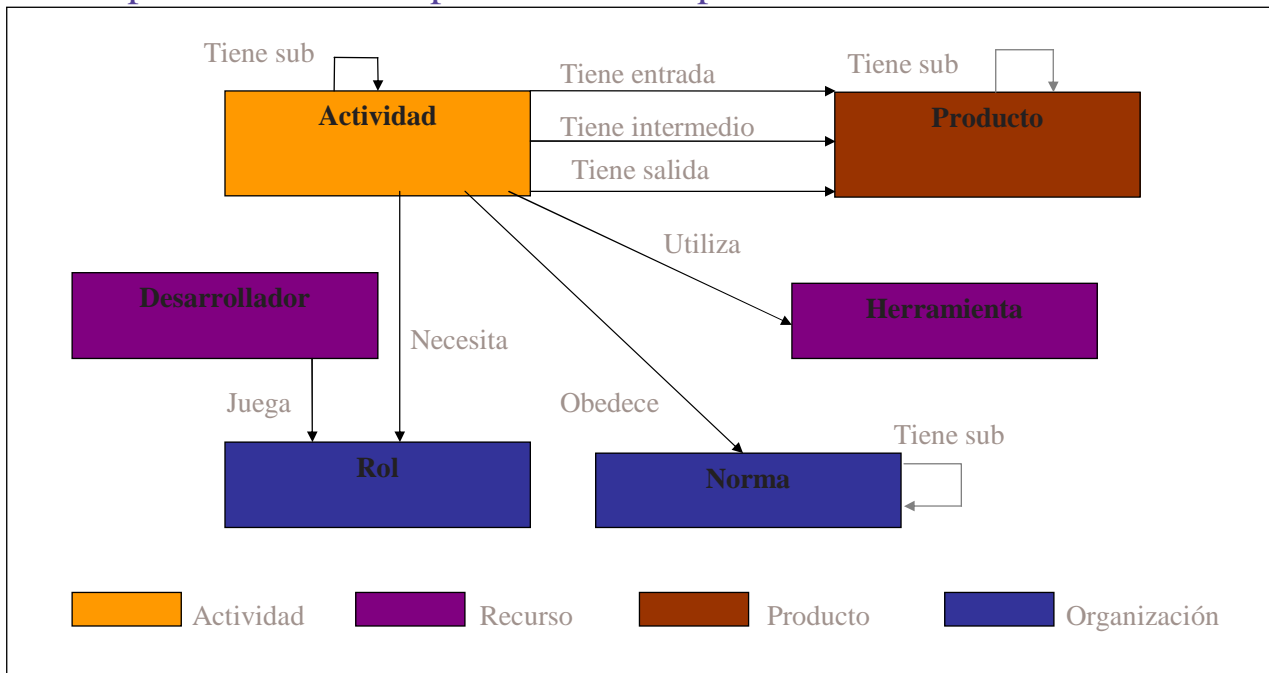 Tiene sub
Tiene entrada
Tiene sub
Actividad
Tiene intermedio
Producto
Tiene salida
Utiliza
Desarrollador
Herramienta
Necesita
Juega
Obedece
Tiene sub
Rol
Norma
Actividad
Recurso
Producto
Organización